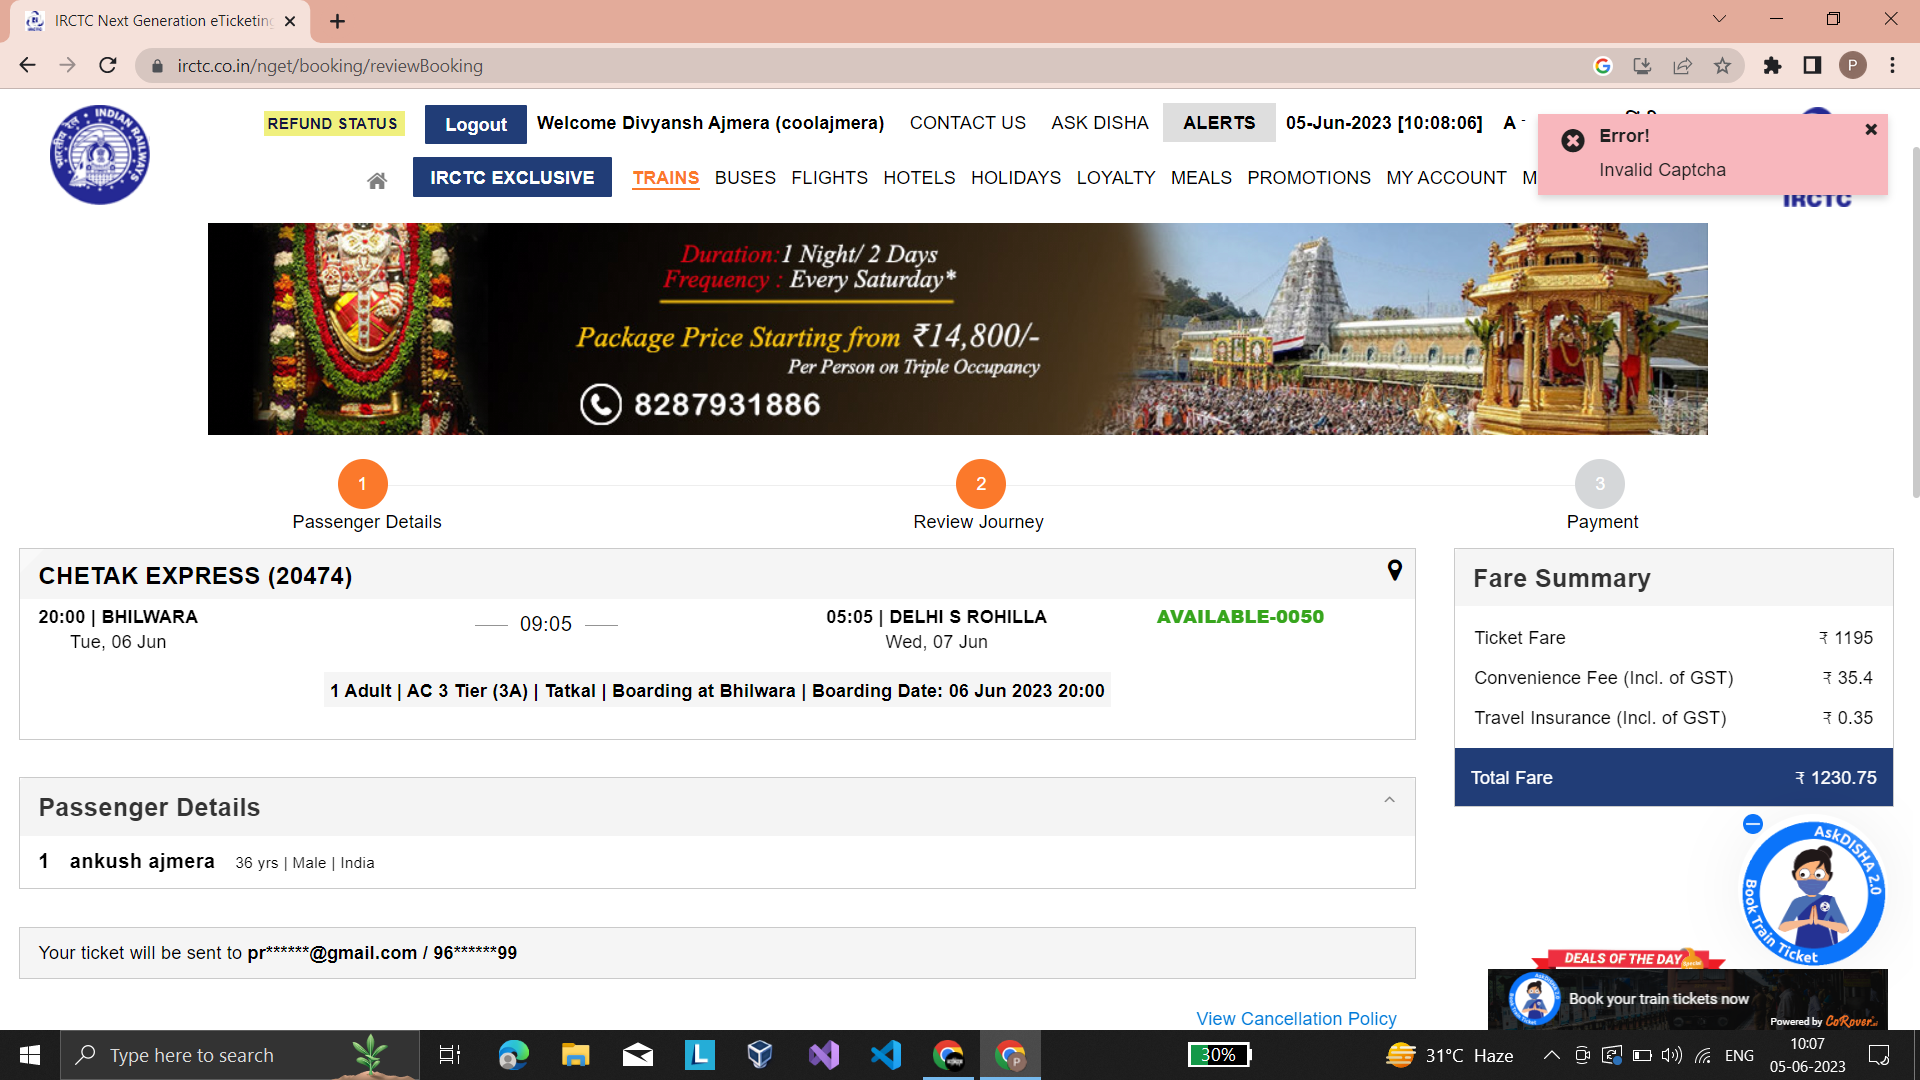 IRCTC Next Generation eTicketing
irctc.co.in/nget/booking/reviewBooking
P
INDIAN RAILWAYS
भारतीय रेल
REFUND STATUS
Logout
Welcome Divyansh Ajmera (coolajmera)
CONTACT US
ASK DISHA
ALERTS
05-Jun-2023 [10:08:06]
A -
Error!
Invalid Captcha
IRCTC EXCLUSIVE
TRAINS BUSES FLIGHTS HOTELS HOLIDAYS LOYALTY MEALS PROMOTIONS MY ACCOUNT M
IRCTC
Duration:1 Night/ 2 Days
Frequency : Every Saturday*
Package Price Starting from ₹14,800/-
Per Person on Triple Occupancy
8287931886
1
Passenger Details
2
Review Journey
3
Payment
CHETAK EXPRESS (20474)
20:00 | BHILWARA
Tue, 06 Jun
09:05
05:05 | DELHI S ROHILLA
Wed, 07 Jun
AVAILABLE-0050
1 Adult | AC 3 Tier (3A) | Tatkal | Boarding at Bhilwara | Boarding Date: 06 Jun 2023 20:00
Fare Summary
Ticket Fare ₹ 1195
Convenience Fee (Incl. of GST) ₹ 35.4
Travel Insurance (Incl. of GST) ₹ 0.35
Total Fare ₹ 1230.75
Passenger Details
1 ankush ajmera 36 yrs | Male | India
Your ticket will be sent to pr******@gmail.com / 96******99
View Cancellation Policy
AskDISHA 2.0
Book Train Ticket
DEALS OF THE DAY
Book your train tickets now
Powered by CoRover.ai
Type here to search
L
30%
31°C Haze
ENG
10:07
05-06-2023